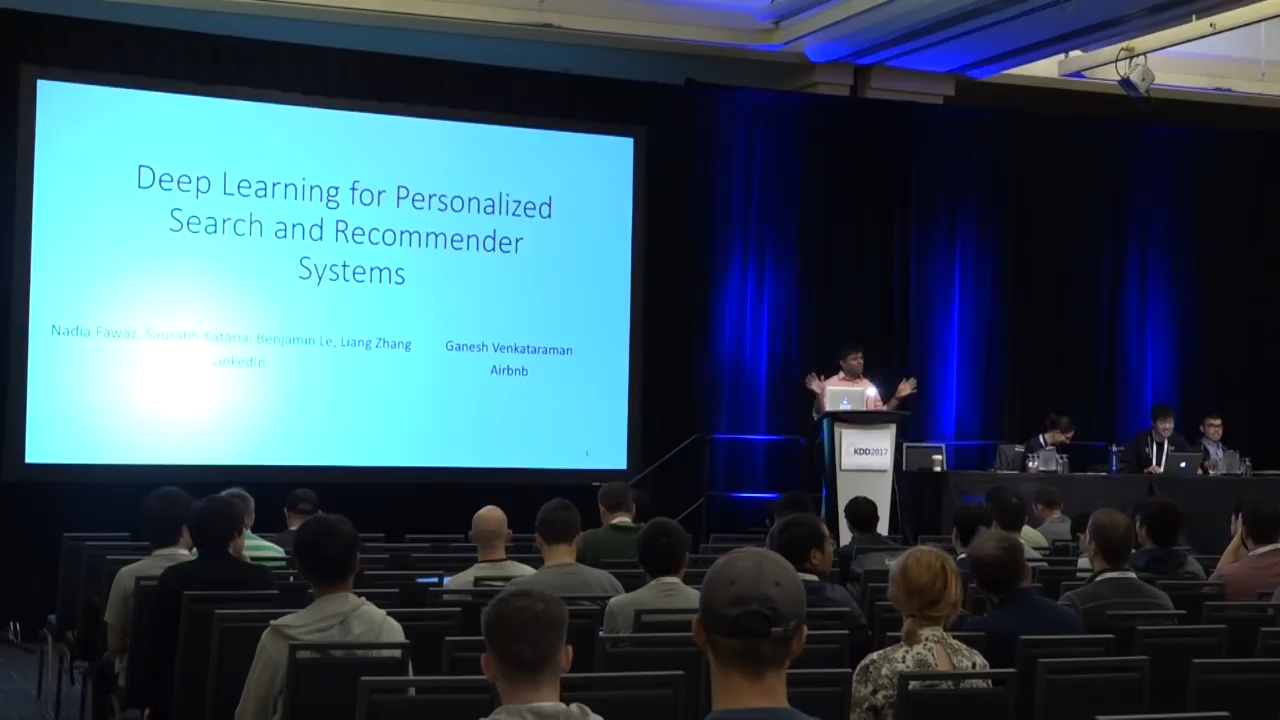 Deep Learning for Personalized
Search and Recommender
Systems
Nadia Fawaz, Saurabh Kataria, Benjamin Le, Liang Zhang
LinkedIn
Ganesh Venkataraman
Airbnb
1
KDD2017